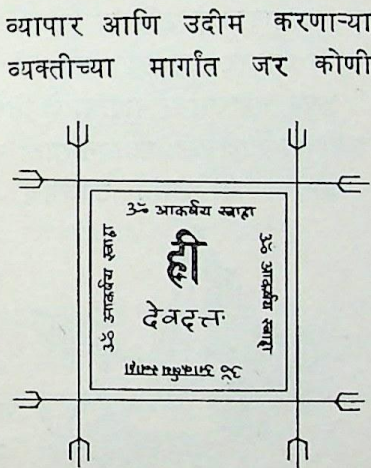 व्यापार आणि उदीम करणाऱ्या
व्यक्तीच्या मार्गांत जर कोणी
ॐ आकर्षय स्वाहा
ॐ आकर्षय स्वाहा
ह्रीं
ॐ आकर्षय स्वाहा
देवदत्तः
ॐ आकर्षय स्वाहा